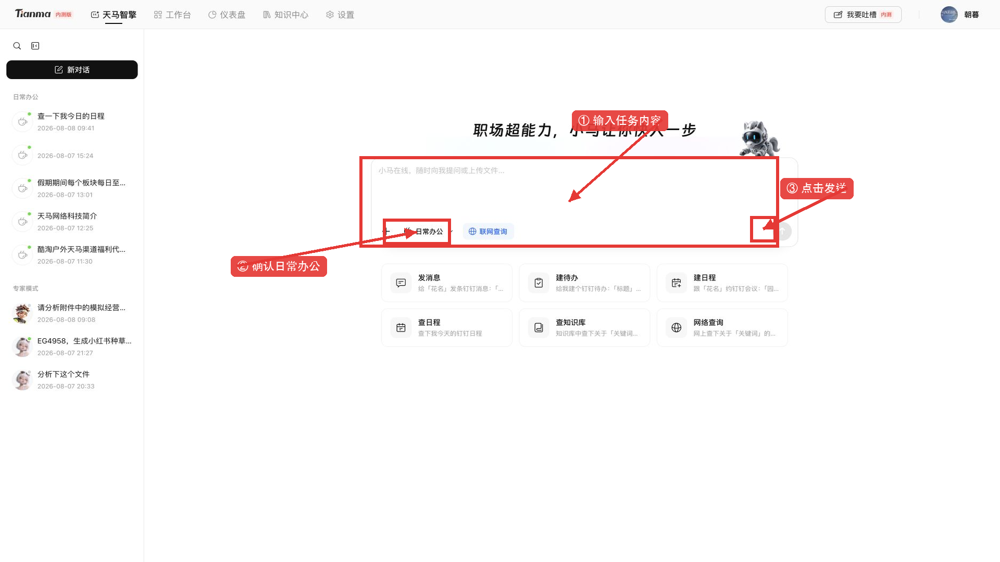 Tianma 内测版 天马智擎 工作台 仪表盘 知识中心 设置 我要吐槽 内测 朝暮
新对话
日常办公
查一下我今日的日程
2026-08-08 09:41
2026-08-07 15:24
假期期间每个板块每日至...
2026-08-07 13:01
天马网络科技简介
2026-08-07 12:25
酷淘户外天马渠道福利代...
2026-08-07 11:30
专家模式
请分析附件中的模拟经营...
2026-08-08 09:08
EG4958，生成小红书种草...
2026-08-07 21:27
分析下这个文件
2026-08-07 20:33
① 输入任务内容
职场超能力，小马让你快人一步
小马在线，随时向我提问或上传文件...
③ 点击发送
日常办公 联网查询
② 确认日常办公
发消息
给「花名」发条钉钉消息：「...
建待办
给我建个钉钉待办：「标题」...
建日程
跟「花名」约钉钉会议：「园...
查日程
查下我今天的钉钉日程
查知识库
知识库中查下关于「关键词...
网络查询
网上查下关于「关键词」的...